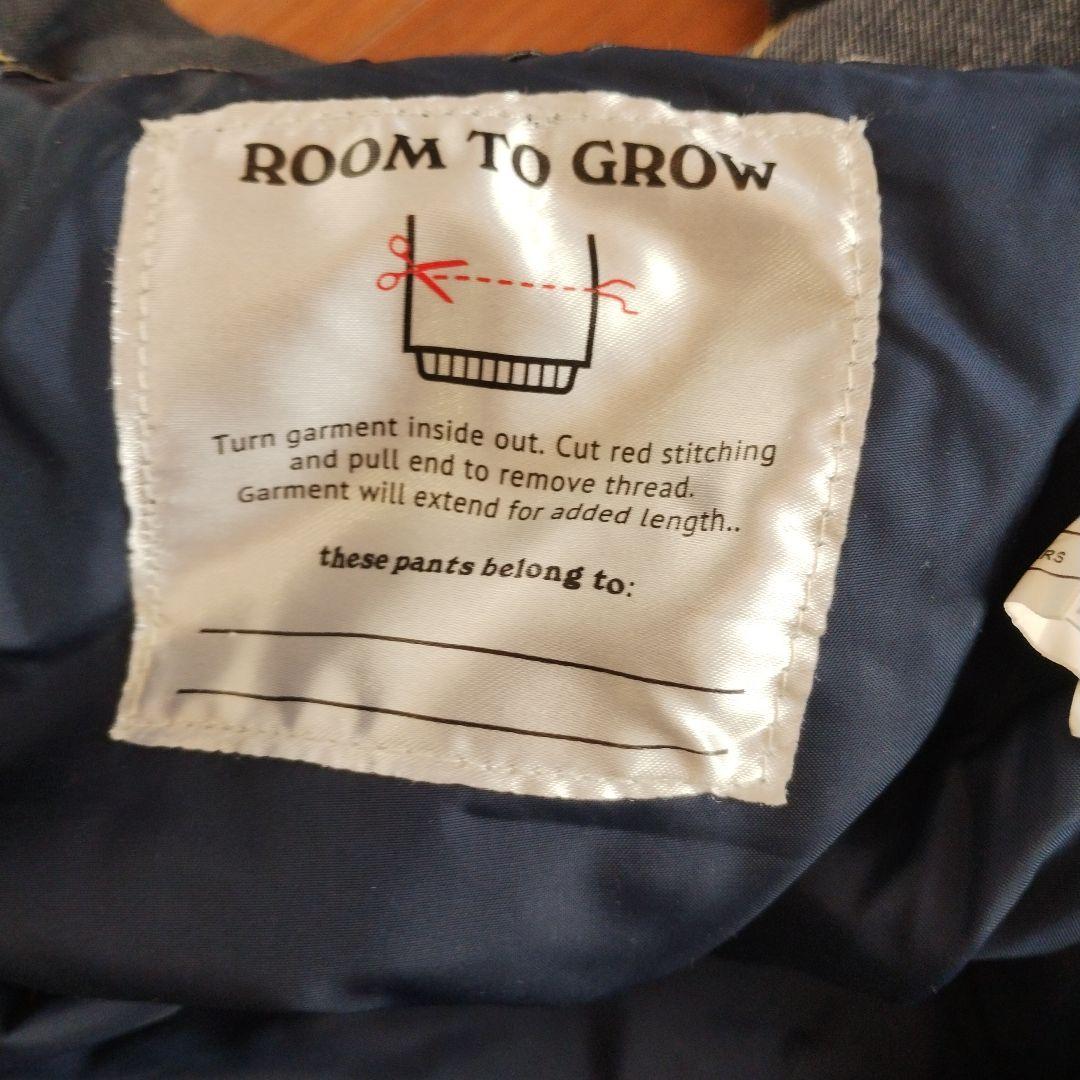 ROOM TO GROW
Turn garment inside out. Cut red stitching
and pull end to remove thread.
Garment will extend for added length..
these pants belong to:
RS